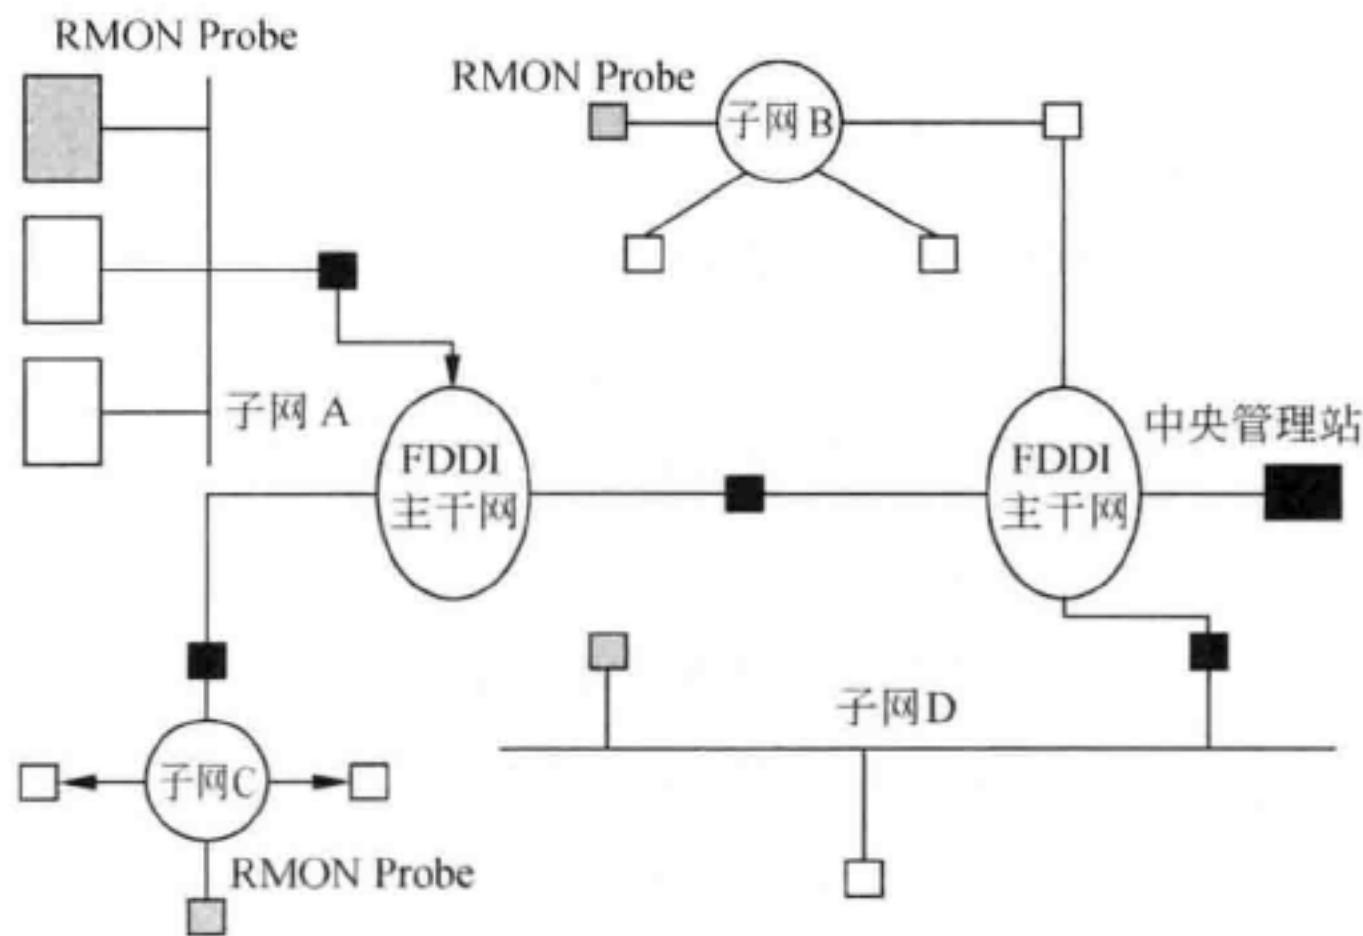 RMON Probe
RMON Probe
子网 B
子网 A
中央管理站
FDDI
主干网
FDDI
主干网
子网D
子网C
RMON Probe